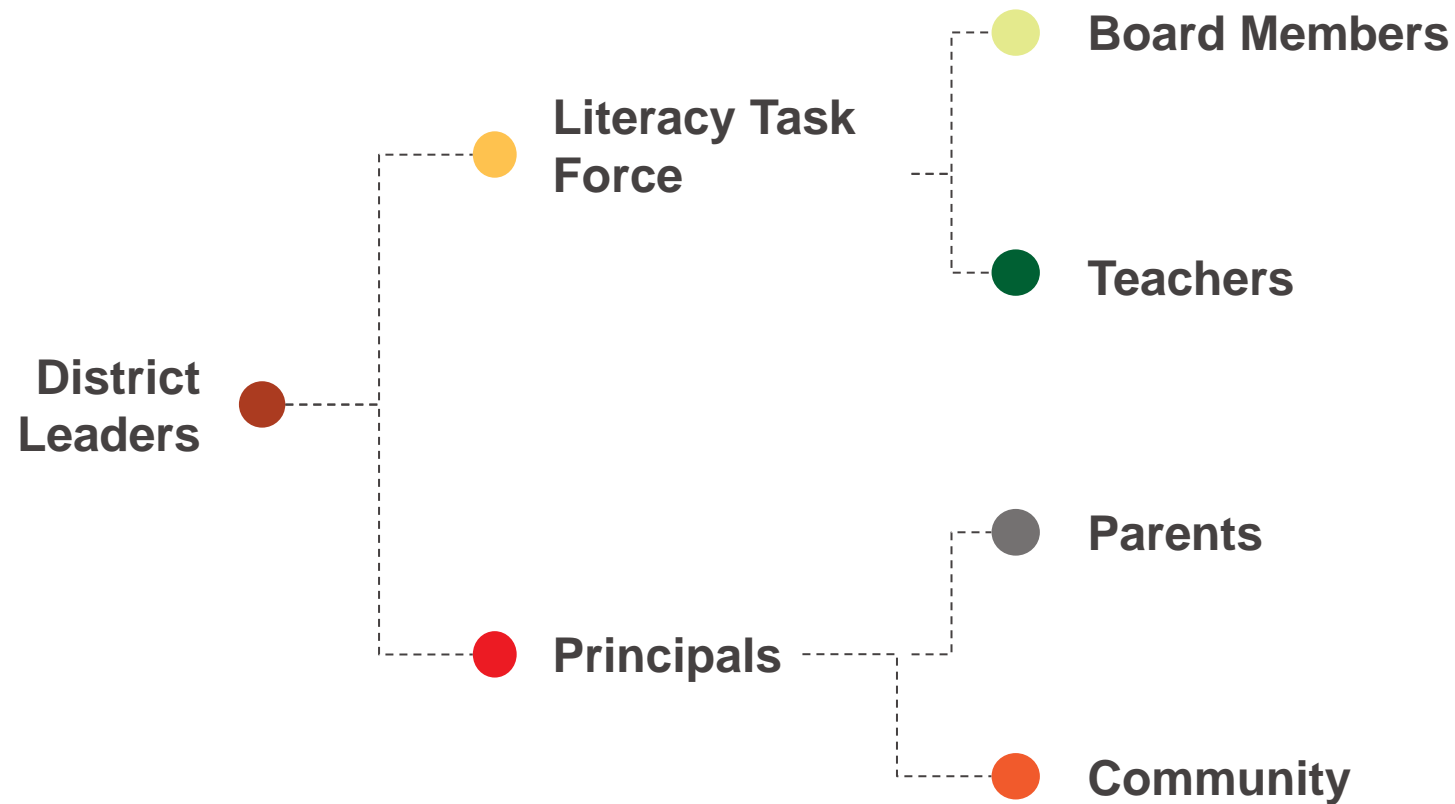 District
Leaders
Literacy Task
Force
Board Members
Teachers
Principals
Parents
Community